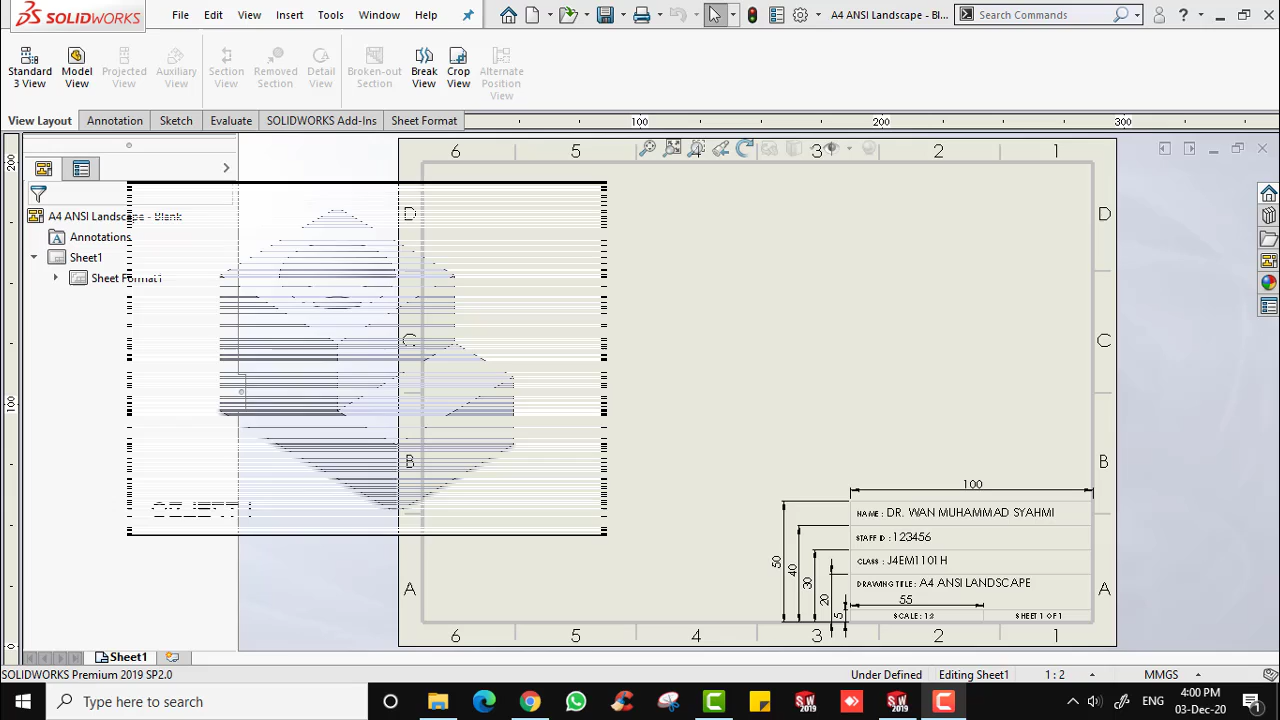 SOLIDWORKS
File Edit View Insert Tools Window Help
A4 ANSI Landscape - Bl...
Search Commands
Standard 3 View
Model View
Projected View
Auxiliary View
Section View
Removed Section
Detail View
Broken-out Section
Break View
Crop View
Alternate Position View
View Layout
Annotation
Sketch
Evaluate
SOLIDWORKS Add-Ins
Sheet Format
100
200
300
200
100
0
6 5 4 3 2 1
D
C
B
A
D
C
B
A
6 5 4 3 2 1
A4 ANSI Landscape - Blank
Annotations
Sheet1
Sheet Format1
100
50
40
30
20
5
55
NAME : DR. WAN MUHAMMAD SYAHMI
STAFF ID : 123456
CLASS : J4EM1101H
DRAWING TITLE : A4 ANSI LANDSCAPE
SCALE : 1:2
SHEET 1 OF 1
Sheet1
SOLIDWORKS Premium 2019 SP2.0
Under Defined
Editing Sheet1
1 : 2
MMGS
Type here to search
ENG
4:00 PM
03-Dec-20